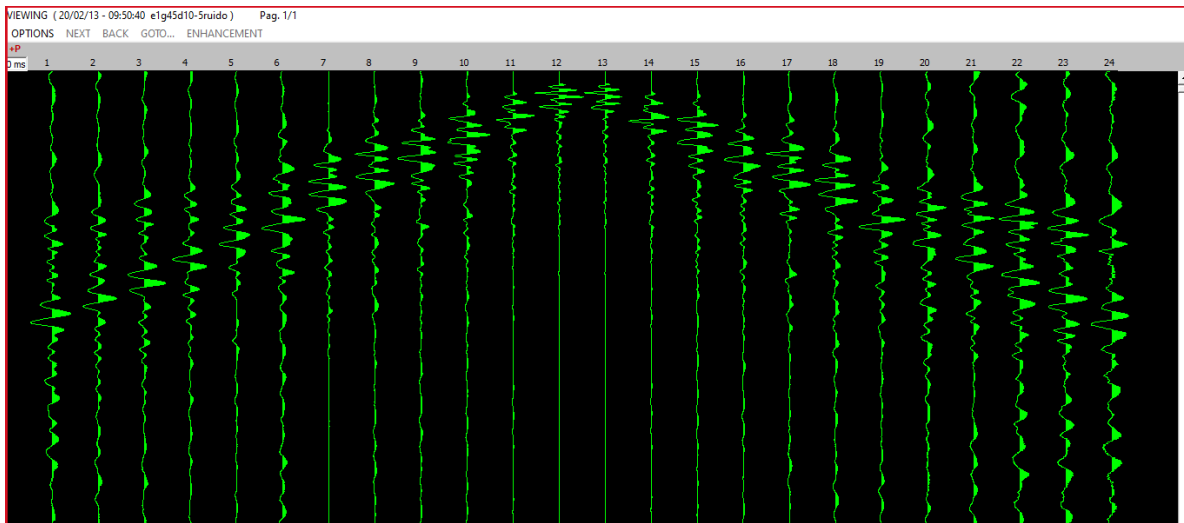 VIEWING ( 20/02/13 - 09:50:40 e1g45d10-5ruido ) Pag. 1/1
OPTIONS NEXT BACK GOTO... ENHANCEMENT
+P
0 ms 1 2 3 4 5 6 7 8 9 10 11 12 13 14 15 16 17 18 19 20 21 22 23 24